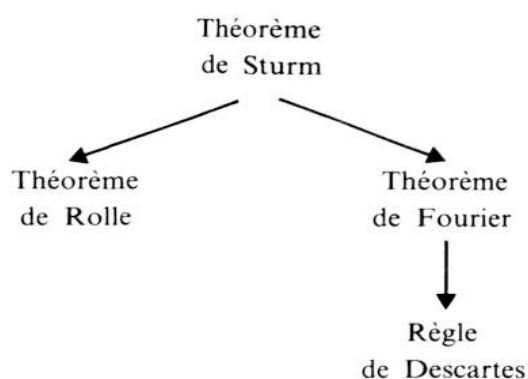 Théorème
de Sturm
Théorème
de Rolle
Théorème
de Fourier
Règle
de Descartes